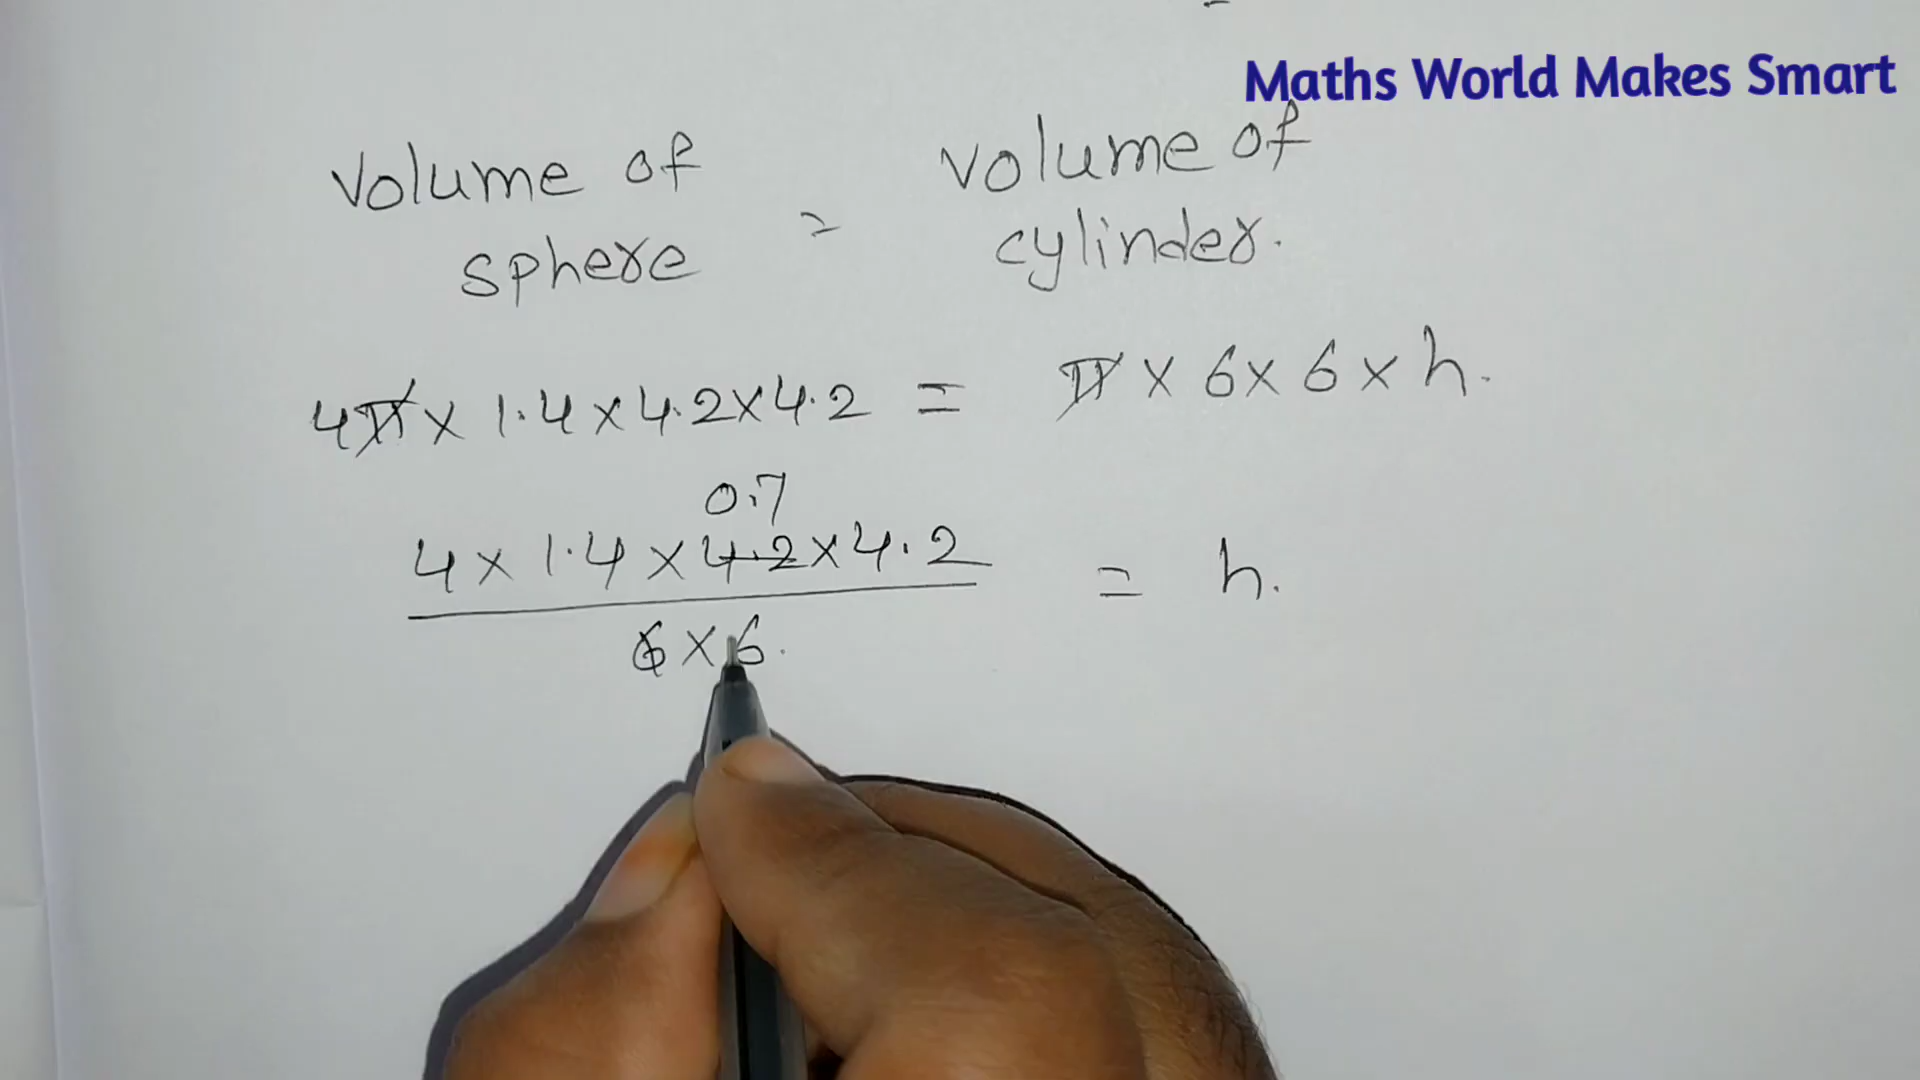 Maths World Makes Smart
volume of volume of
sphere = cylinder.
4π × 1.4 × 4.2 × 4.2 = π × 6 × 6 × h.
0.7
4 × 1.4 × 4.2 × 4.2 = h.
6 × 6.